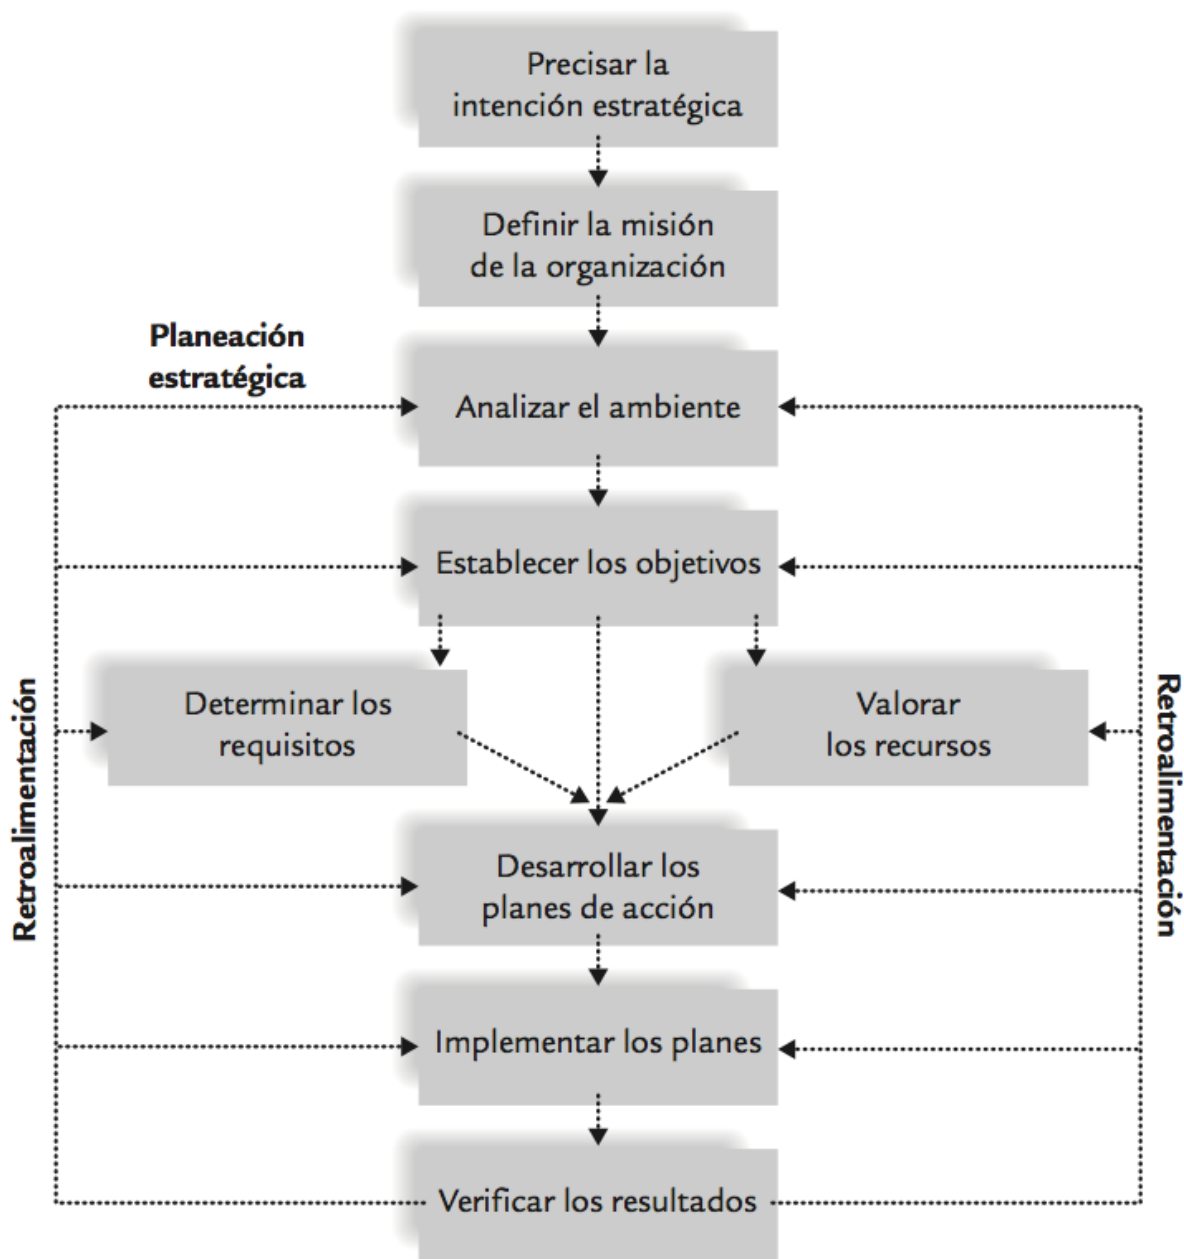 Precisar la
intención estratégica
Definir la misión
de la organización
Planeación
estratégica
Analizar el ambiente
Establecer los objetivos
Determinar los
requisitos
Valorar
los recursos
Retroalimentación
Retroalimentación
Desarrollar los
planes de acción
Implementar los planes
Verificar los resultados